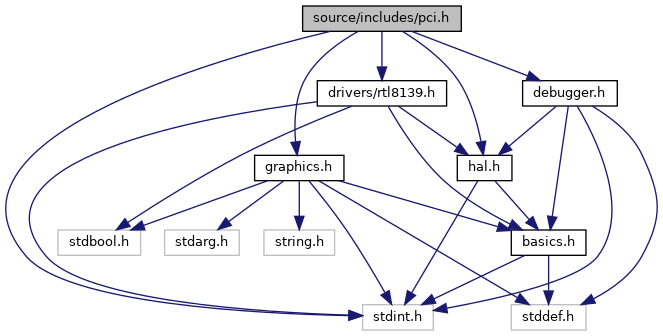 source/includes/pci.h
drivers/rtl8139.h
debugger.h
graphics.h
hal.h
stdbool.h
stdarg.h
string.h
basics.h
stdint.h
stddef.h